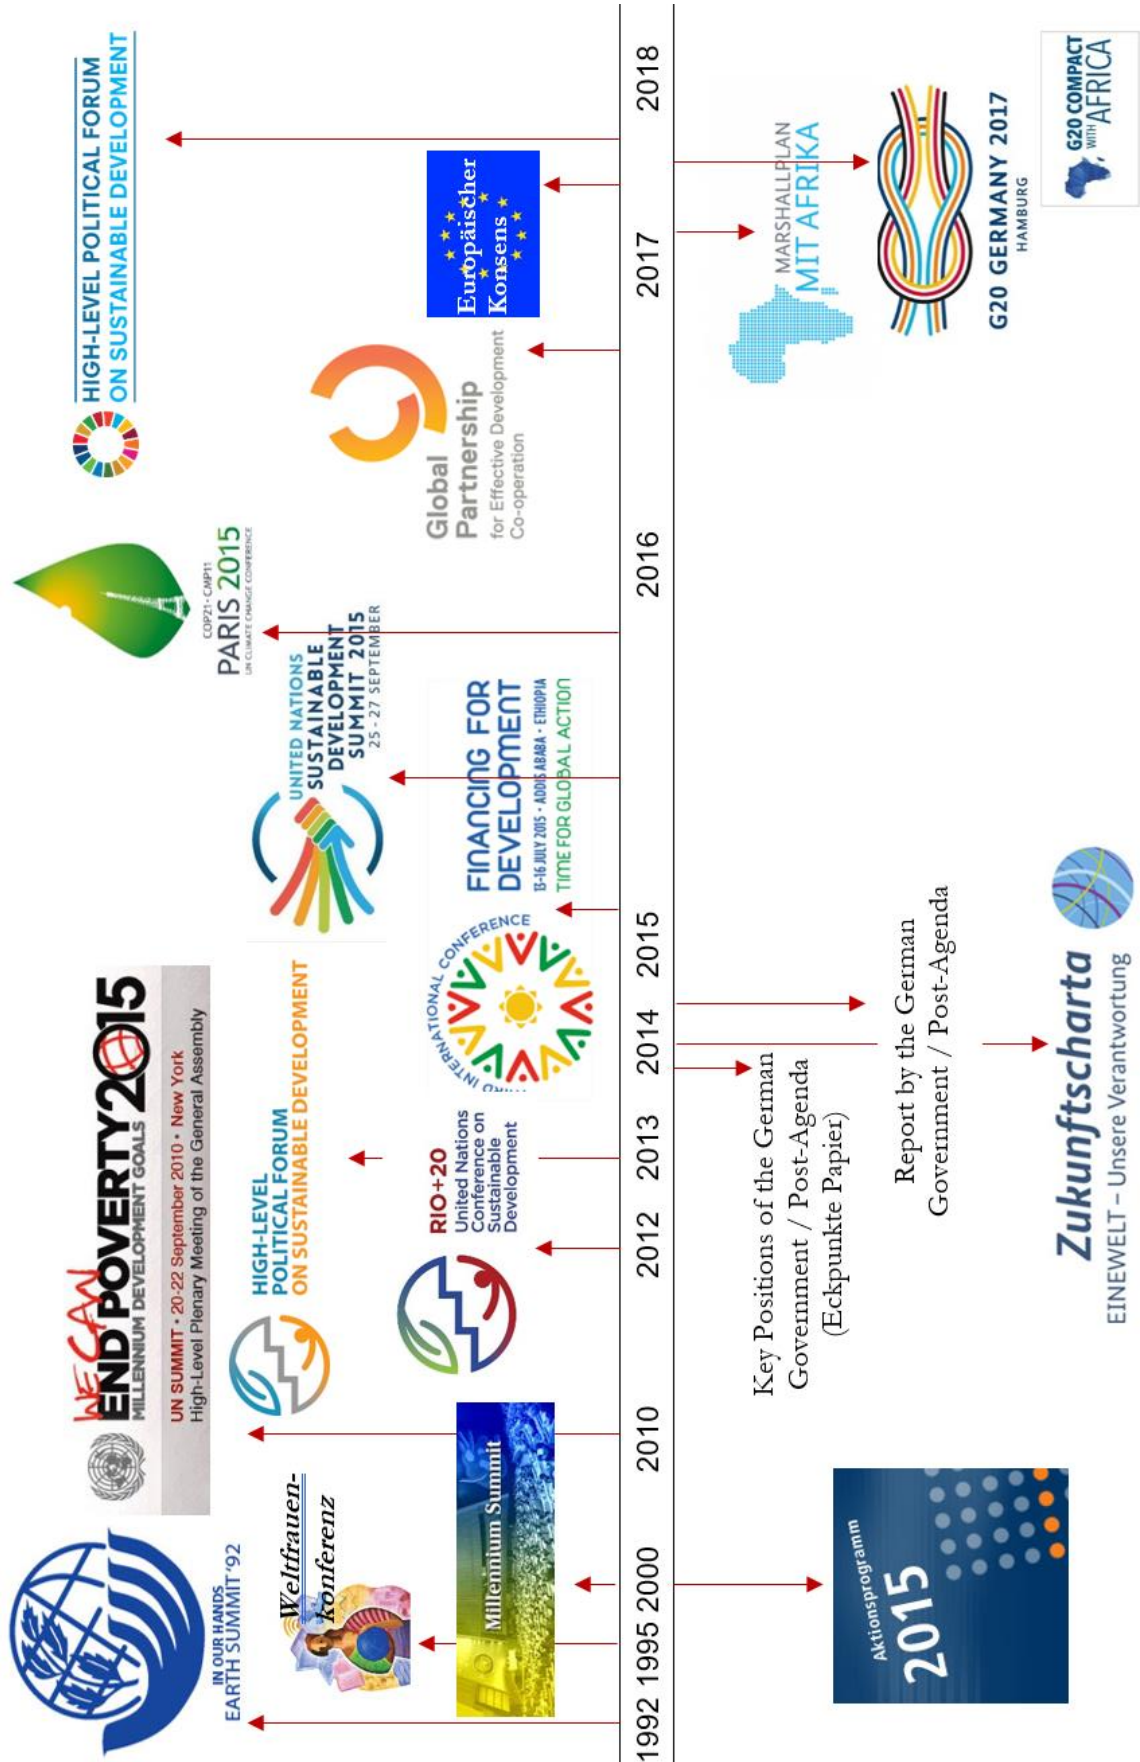 IN OUR HANDS
EARTH SUMMIT '92
Weltfrauen-
konferenz
Millennium Summit
WE CAN
END POVERTY 2015
MILLENNIUM DEVELOPMENT GOALS
UN SUMMIT • 20-22 September 2010 • New York
High-Level Plenary Meeting of the General Assembly
HIGH-LEVEL
POLITICAL FORUM
ON SUSTAINABLE DEVELOPMENT
RIO+20
United Nations
Conference on
Sustainable
Development
THIRD INTERNATIONAL CONFERENCE
FINANCING FOR
DEVELOPMENT
13-16 JULY 2015 • ADDIS ABABA • ETHIOPIA
TIME FOR GLOBAL ACTION
UNITED NATIONS
SUSTAINABLE
DEVELOPMENT
SUMMIT 2015
25 - 27 SEPTEMBER
COP21 - CMP11
PARIS 2015
UN CLIMATE CHANGE CONFERENCE
Global
Partnership
for Effective Development
Co-operation
Europäischer
Konsens
HIGH-LEVEL POLITICAL FORUM
ON SUSTAINABLE DEVELOPMENT
1992 1995 2000 2010 2012 2013 2014 2015 2016 2017 2018
Aktionsprogramm
2015
Key Positions of the German
Government / Post-Agenda
(Eckpunkte Papier)
Report by the German
Government / Post-Agenda
Zukunftscharta
EINEWELT – Unsere Verantwortung
MARSHALLPLAN
MIT AFRIKA
G20 GERMANY 2017
HAMBURG
G20 COMPACT
WITH AFRICA